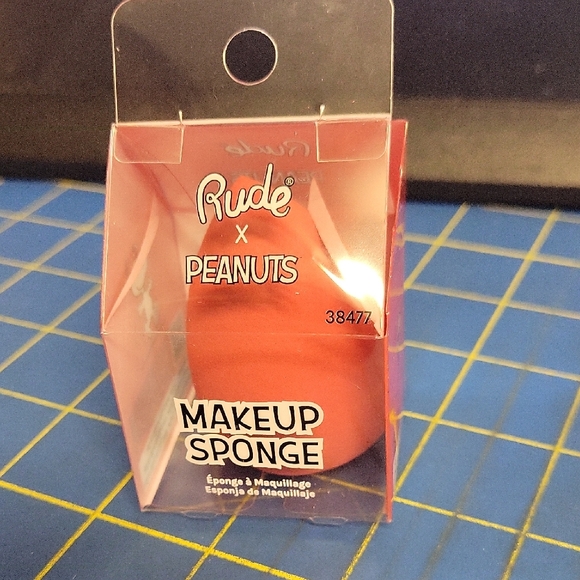 Rude®
X
PEANUTS
38477
MAKEUP
SPONGE
Éponge à Maquillage
Esponja de Maquillaje